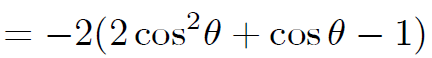 = −2(2 cos²θ + cos θ − 1)